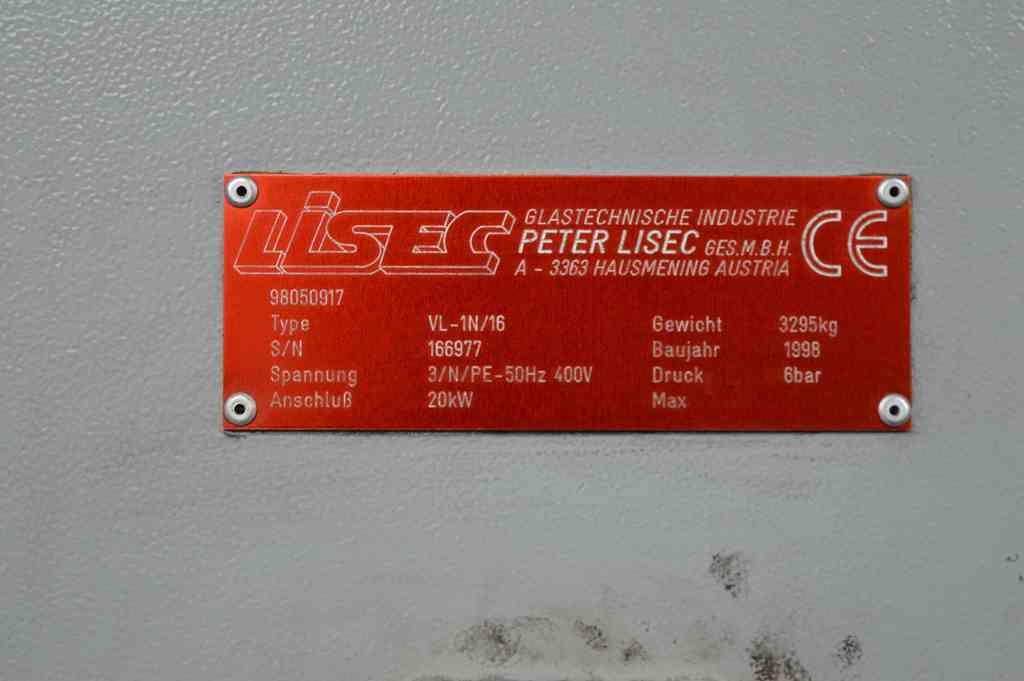 LISEC
GLASTECHNISCHE INDUSTRIE
PETER LISEC GES.M.B.H.
A - 3363 HAUSMENING AUSTRIA
CE
98050917
Type VL-1N/16 Gewicht 3295kg
S/N 166977 Baujahr 1998
Spannung 3/N/PE-50Hz 400V Druck 6bar
Anschluß 20kW Max